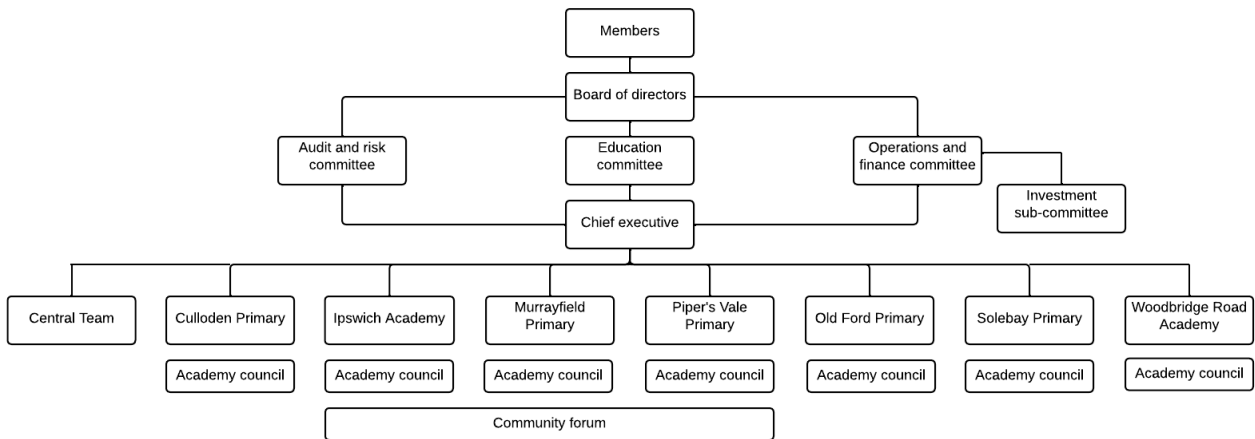 Members
Board of directors
Audit and risk
committee
Education
committee
Operations and
finance committee
Investment
sub-committee
Chief executive
Central Team
Culloden Primary
Ipswich Academy
Murrayfield
Primary
Piper's Vale
Primary
Old Ford Primary
Solebay Primary
Woodbridge Road
Academy
Academy council
Academy council
Academy council
Academy council
Academy council
Academy council
Academy council
Community forum